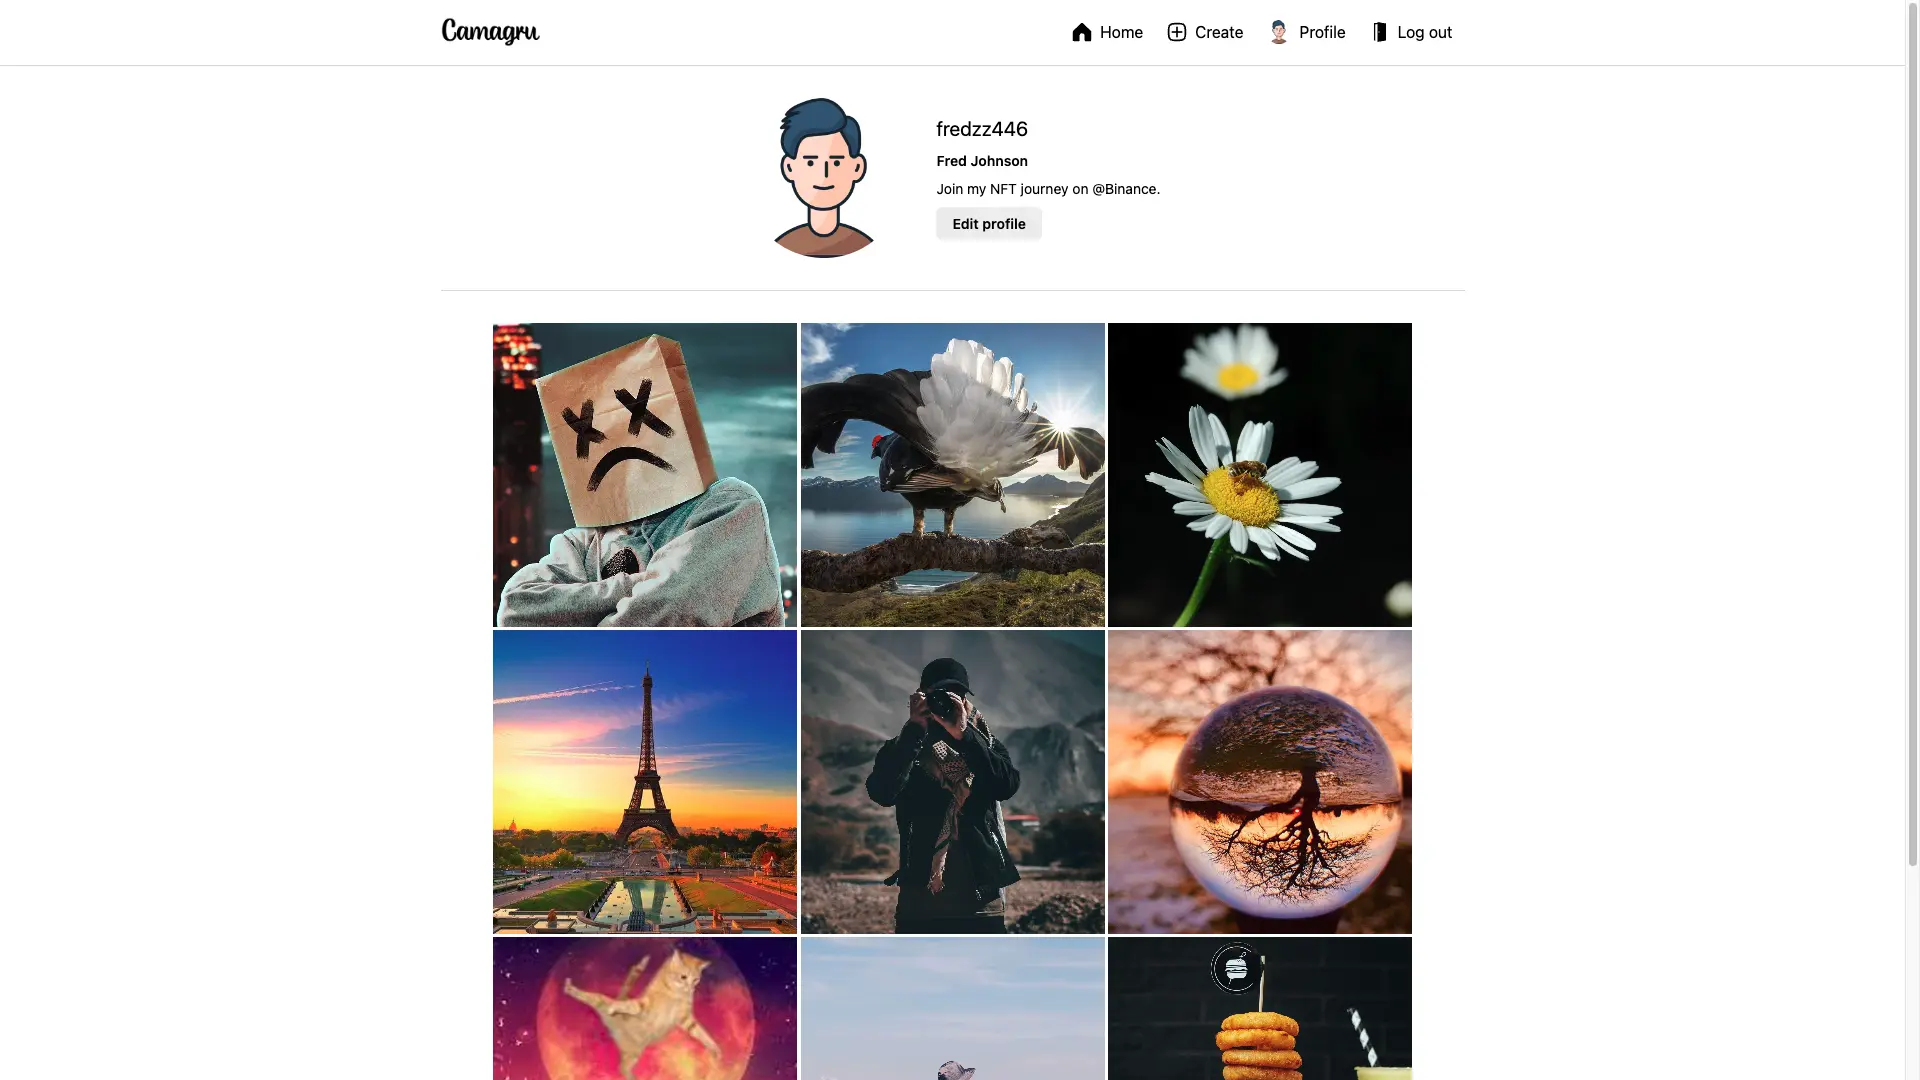 Camagru
Home
Create
Profile
Log out
fredzz446
Fred Johnson
Join my NFT journey on @Binance.
Edit profile